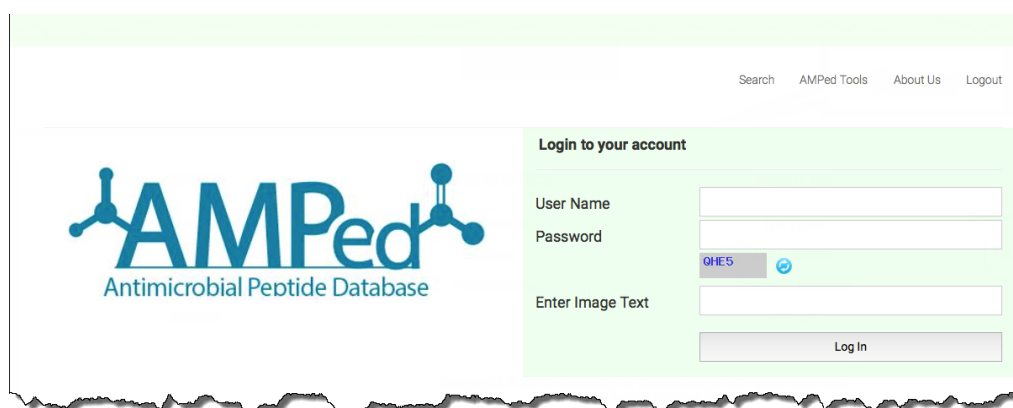 Search AMPed Tools About Us Logout
Login to your account
AMPed
Antimicrobial Peptide Database
User Name
Password
QHE5
Enter Image Text
Log In